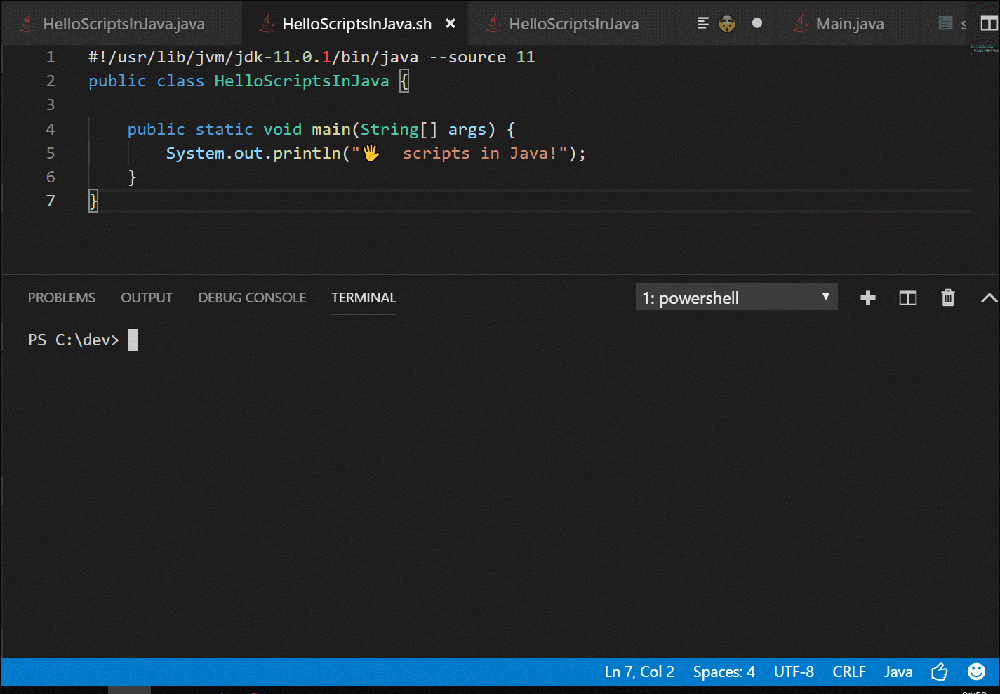 HelloScriptsInJava.java HelloScriptsInJava.sh × HelloScriptsInJava 🤯 ● Main.java
1 #!/usr/lib/jvm/jdk-11.0.1/bin/java --source 11
2 public class HelloScriptsInJava {
3
4 public static void main(String[] args) {
5 System.out.println("🖐 scripts in Java!");
6 }
7 }
PROBLEMS OUTPUT DEBUG CONSOLE TERMINAL 1: powershell
PS C:\dev>
Ln 7, Col 2 Spaces: 4 UTF-8 CRLF Java